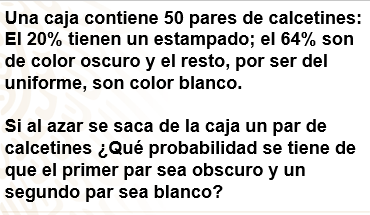 Una caja contiene 50 pares de calcetines:
El 20% tienen un estampado; el 64% son
de color oscuro y el resto, por ser del
uniforme, son color blanco.
Si al azar se saca de la caja un par de
calcetines ¿Qué probabilidad se tiene de
que el primer par sea obscuro y un
segundo par sea blanco?